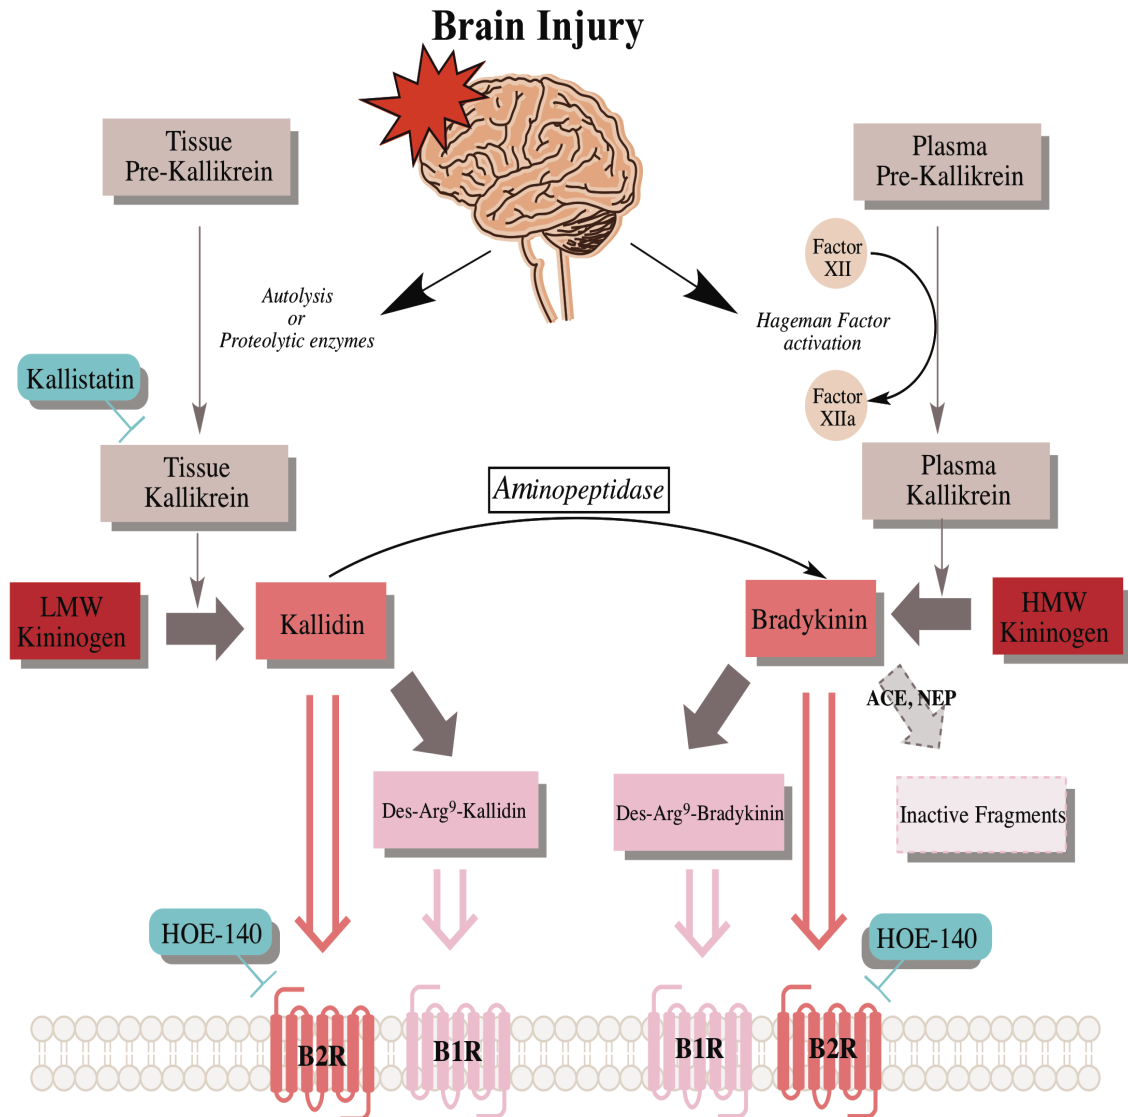 Brain Injury
Tissue
Pre-Kallikrein
Plasma
Pre-Kallikrein
Factor
XII
Autolysis
or
Proteolytic enzymes
Hageman Factor
activation
Kallistatin
Factor
XIIa
Tissue
Kallikrein
Aminopeptidase
Plasma
Kallikrein
LMW
Kininogen
Kallidin
Bradykinin
HMW
Kininogen
ACE, NEP
Des-Arg⁹-Kallidin
Des-Arg⁹-Bradykinin
Inactive Fragments
HOE-140
HOE-140
B2R
B1R
B1R
B2R